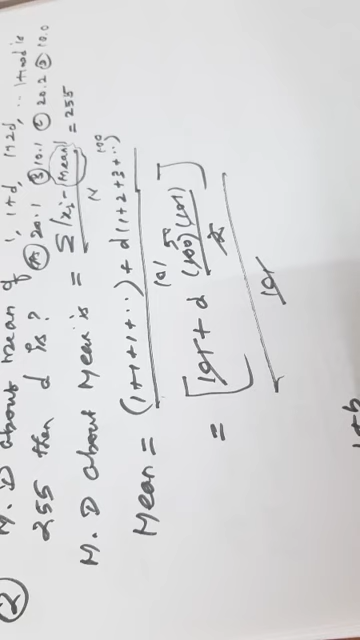 ② M. D about mean of 1, 1+d, 1+2d, .. 1+100d is
255 then d is? Ⓐ 20.1 Ⓑ 10.1 Ⓒ 20.2 Ⓓ 10.0
M. D about Mean is = Σ|xi - mean| / N = 255
Mean = (1+1+1+..) + d(1+2+3+..100)
101
= [101 + d (100)(101) / 2]
50
101
1+b